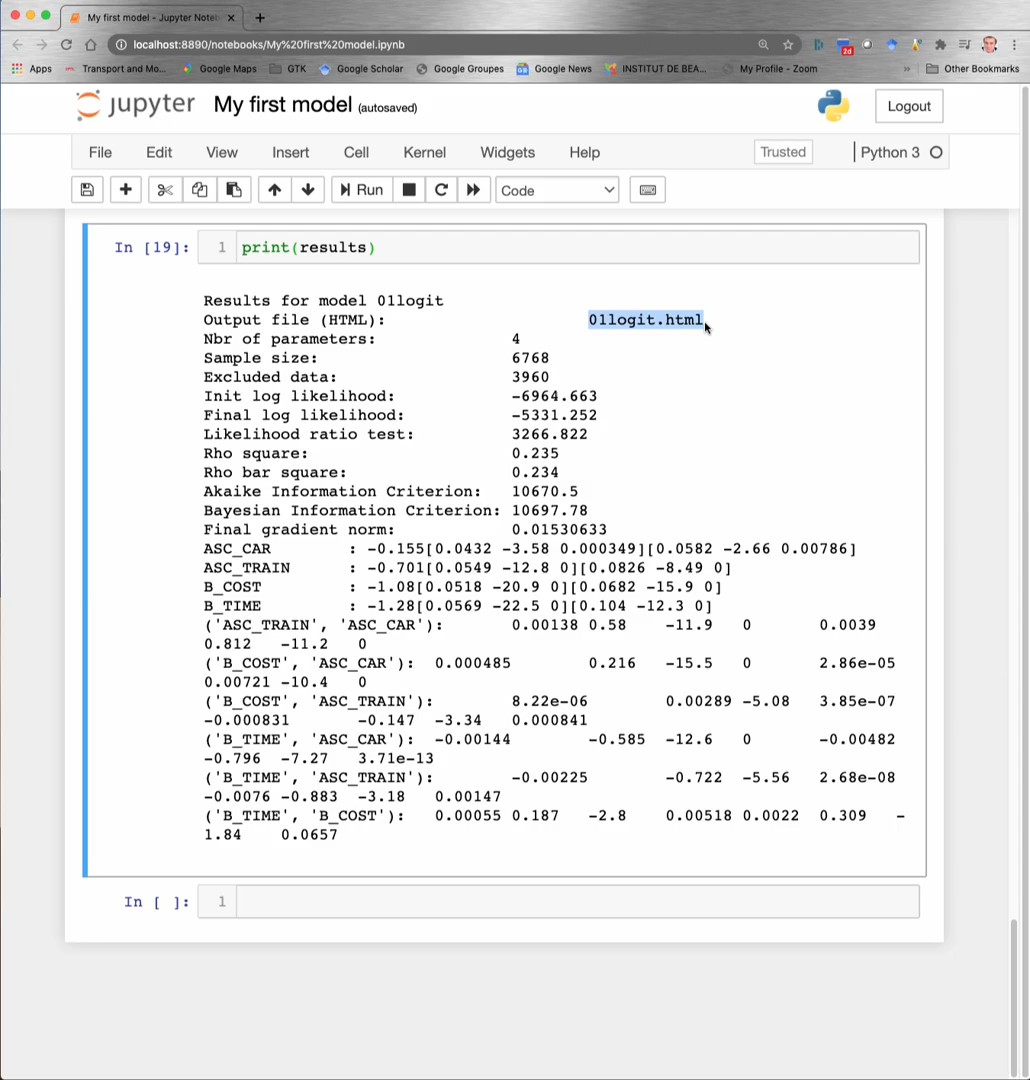 My first model - Jupyter Noteb
localhost:8890/notebooks/My%20first%20model.ipynb
2d
Apps Transport and Mo... Google Maps GTK Google Scholar Google Groupes Google News INSTITUT DE BEA... My Profile - Zoom » Other Bookmarks
jupyter My first model (autosaved) Logout
File Edit View Insert Cell Kernel Widgets Help Trusted Python 3
Run Code
In [19]: 1 print(results)
Results for model 01logit
Output file (HTML): 01logit.html
Nbr of parameters: 4
Sample size: 6768
Excluded data: 3960
Init log likelihood: -6964.663
Final log likelihood: -5331.252
Likelihood ratio test: 3266.822
Rho square: 0.235
Rho bar square: 0.234
Akaike Information Criterion: 10670.5
Bayesian Information Criterion: 10697.78
Final gradient norm: 0.01530633
ASC_CAR : -0.155[0.0432 -3.58 0.000349][0.0582 -2.66 0.00786]
ASC_TRAIN : -0.701[0.0549 -12.8 0][0.0826 -8.49 0]
B_COST : -1.08[0.0518 -20.9 0][0.0682 -15.9 0]
B_TIME : -1.28[0.0569 -22.5 0][0.104 -12.3 0]
('ASC_TRAIN', 'ASC_CAR'): 0.00138 0.58 -11.9 0 0.0039
0.812 -11.2 0
('B_COST', 'ASC_CAR'): 0.000485 0.216 -15.5 0 2.86e-05
0.00721 -10.4 0
('B_COST', 'ASC_TRAIN'): 8.22e-06 0.00289 -5.08 3.85e-07
-0.000831 -0.147 -3.34 0.000841
('B_TIME', 'ASC_CAR'): -0.00144 -0.585 -12.6 0 -0.00482
-0.796 -7.27 3.71e-13
('B_TIME', 'ASC_TRAIN'): -0.00225 -0.722 -5.56 2.68e-08
-0.0076 -0.883 -3.18 0.00147
('B_TIME', 'B_COST'): 0.00055 0.187 -2.8 0.00518 0.0022 0.309 -
1.84 0.0657
In [ ]: 1